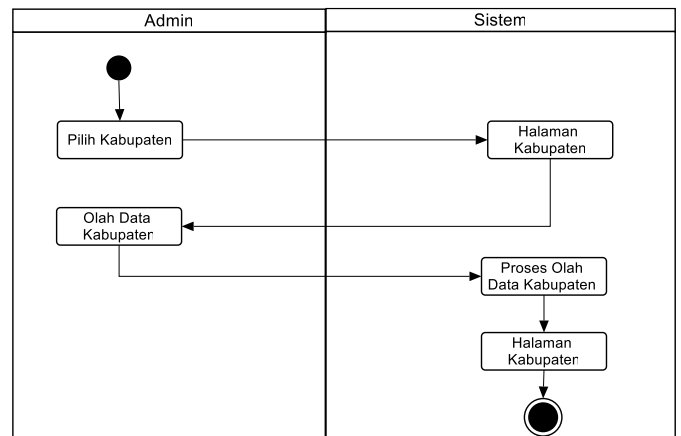 Admin
Sistem
Pilih Kabupaten
Halaman
Kabupaten
Olah Data
Kabupaten
Proses Olah
Data Kabupaten
Halaman
Kabupaten